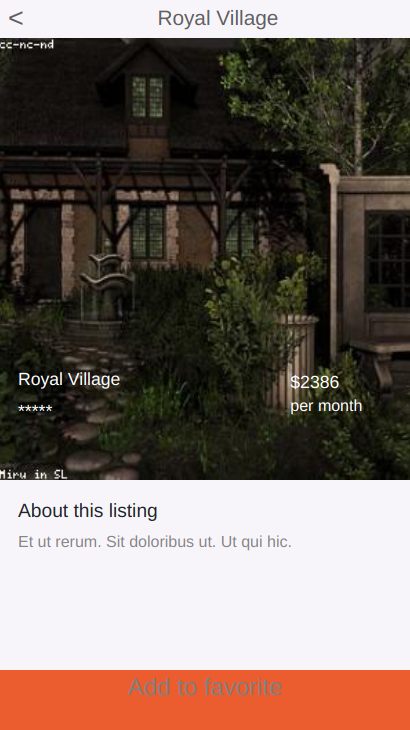 <
Royal Village
cc-nc-nd
Royal Village
*****
$2386
per month
Miru in SL
About this listing
Et ut rerum. Sit doloribus ut. Ut qui hic.
Add to favorite